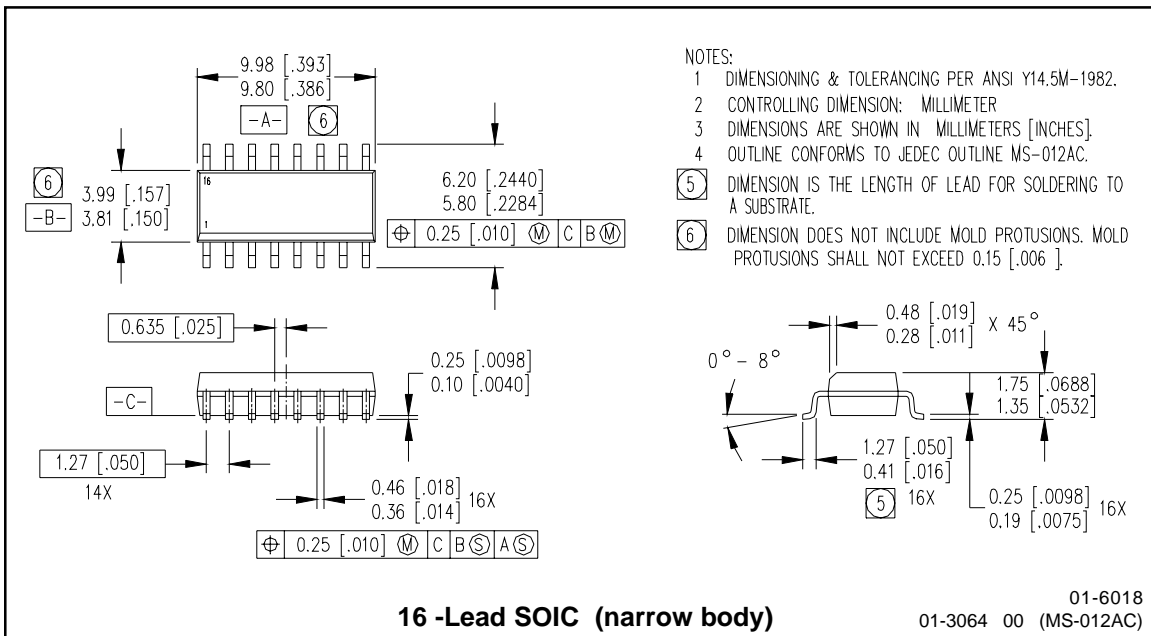 9.98 [.393]
9.80 [.386]
-A- 6
6
3.99 [.157]
-B- 3.81 [.150]
16
1
6.20 [.2440]
5.80 [.2284]
⌖ 0.25 [.010] Ⓜ C B Ⓜ
NOTES:
1 DIMENSIONING & TOLERANCING PER ANSI Y14.5M-1982.
2 CONTROLLING DIMENSION: MILLIMETER
3 DIMENSIONS ARE SHOWN IN MILLIMETERS [INCHES].
4 OUTLINE CONFORMS TO JEDEC OUTLINE MS-012AC.
5 DIMENSION IS THE LENGTH OF LEAD FOR SOLDERING TO
A SUBSTRATE.
6 DIMENSION DOES NOT INCLUDE MOLD PROTUSIONS. MOLD
PROTUSIONS SHALL NOT EXCEED 0.15 [.006 ].
0.635 [.025]
0.25 [.0098]
0.10 [.0040]
-C-
1.27 [.050]
14X
0.46 [.018]
0.36 [.014] 16X
⌖ 0.25 [.010] Ⓜ C B Ⓢ A Ⓢ
0.48 [.019]
0.28 [.011] X 45°
0° - 8°
1.75 [.0688]
1.35 [.0532]
1.27 [.050]
0.41 [.016]
5 16X
0.25 [.0098]
0.19 [.0075] 16X
16 -Lead SOIC (narrow body)
01-6018
01-3064 00 (MS-012AC)